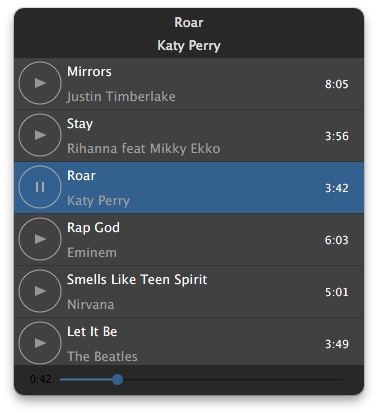 Roar
Katy Perry
Mirrors
Justin Timberlake
8:05
Stay
Rihanna feat Mikky Ekko
3:56
Roar
Katy Perry
3:42
Rap God
Eminem
6:03
Smells Like Teen Spirit
Nirvana
5:01
Let It Be
The Beatles
3:49
0:42